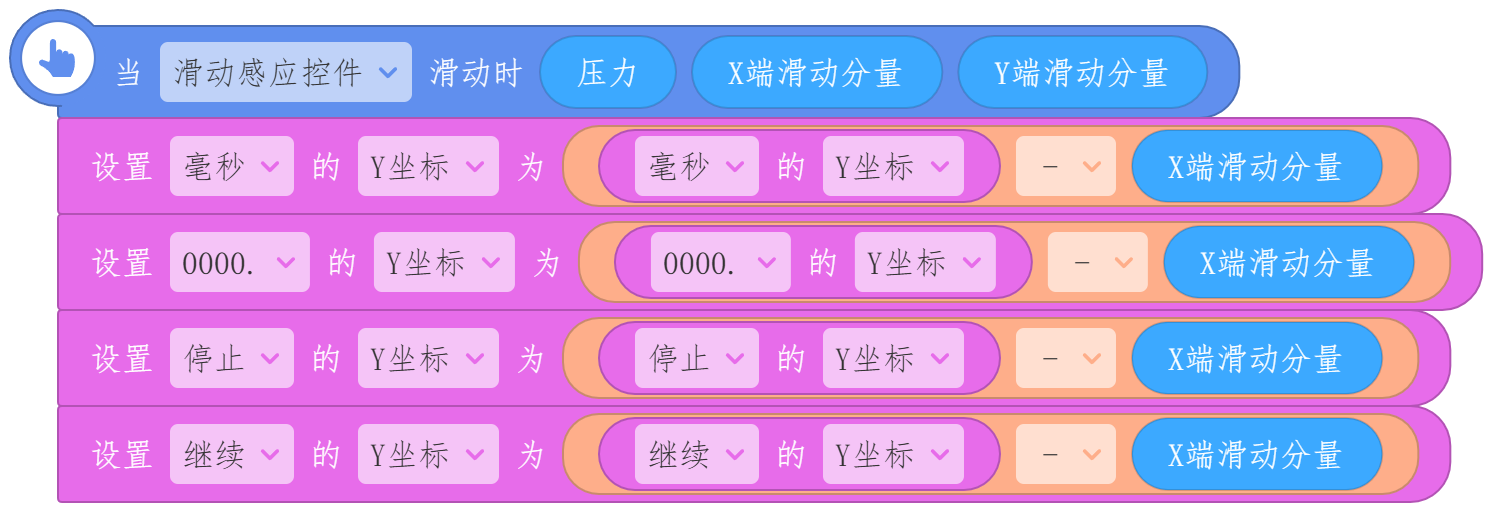 当 滑动感应控件 滑动时 压力 X端滑动分量 Y端滑动分量
设置 毫秒 的 Y坐标 为 毫秒 的 Y坐标 - X端滑动分量
设置 0000. 的 Y坐标 为 0000. 的 Y坐标 - X端滑动分量
设置 停止 的 Y坐标 为 停止 的 Y坐标 - X端滑动分量
设置 继续 的 Y坐标 为 继续 的 Y坐标 - X端滑动分量